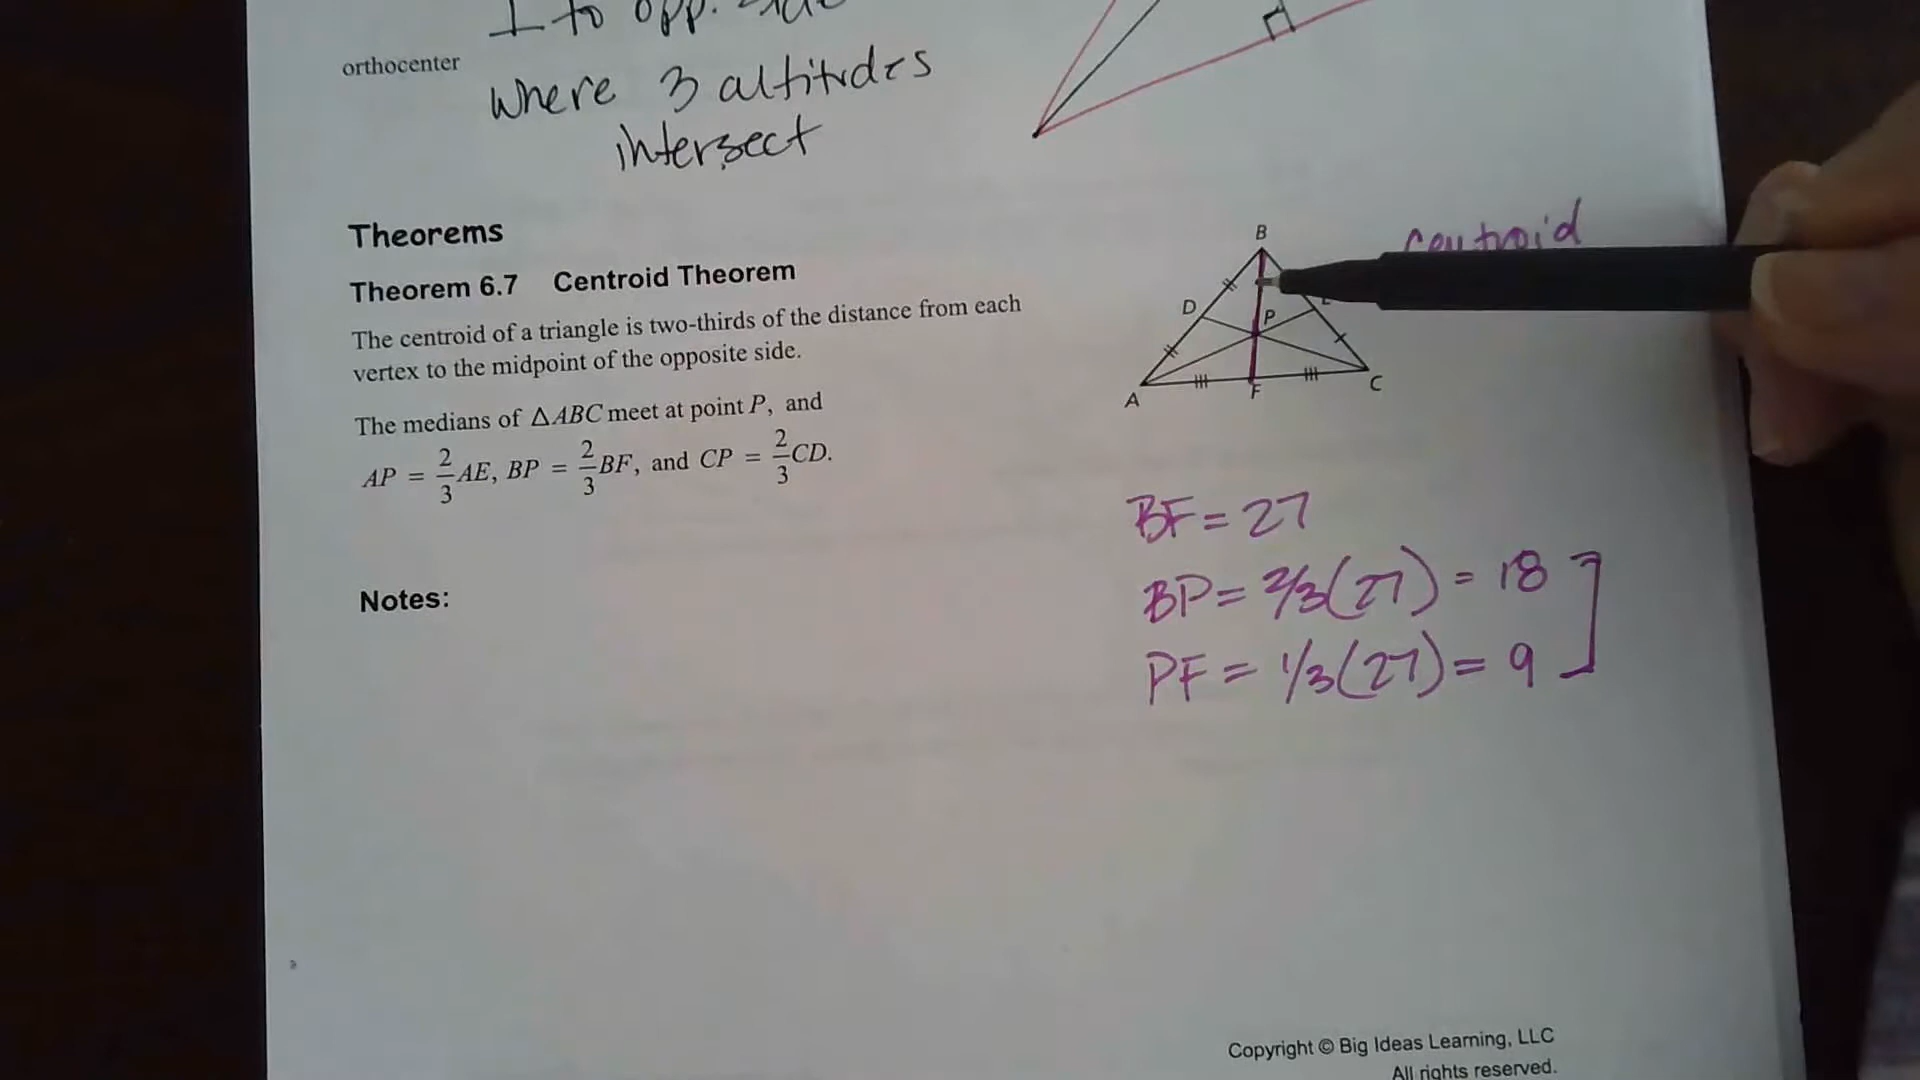 ⊥ to opp. side
orthocenter
where 3 altitudes
intersect
Theorems
Theorem 6.7 Centroid Theorem
The centroid of a triangle is two-thirds of the distance from each
vertex to the midpoint of the opposite side.
The medians of △ABC meet at point P, and
AP = 2/3 AE, BP = 2/3 BF, and CP = 2/3 CD.
Notes:
centroid
B
D
E
P
A
F
C
BF = 27
BP = 2/3(27) = 18
PF = 1/3(27) = 9
Copyright © Big Ideas Learning, LLC
All rights reserved.